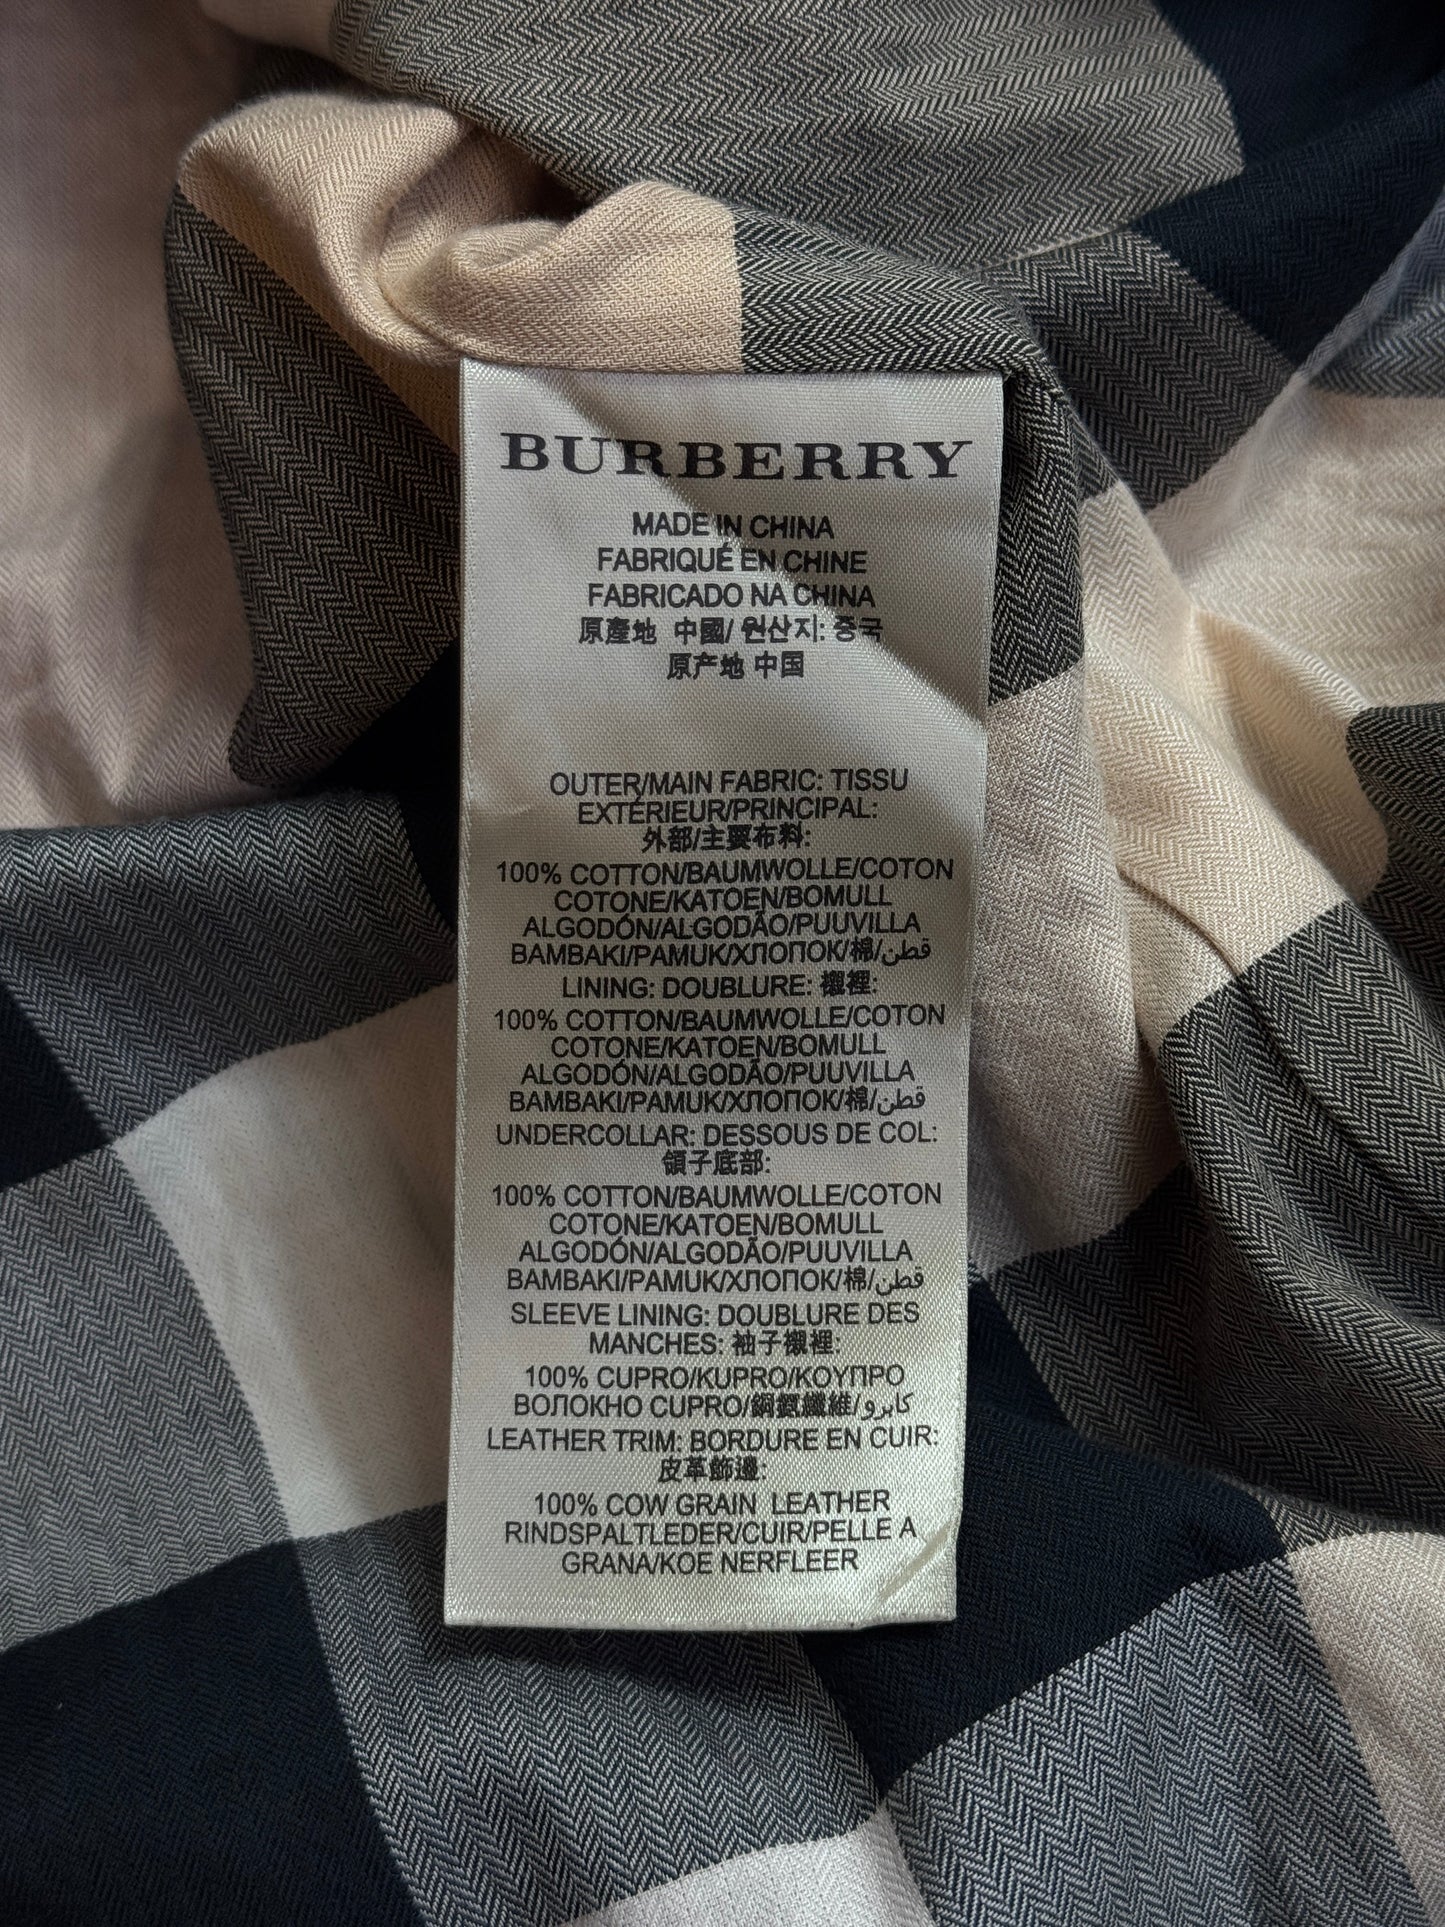 BURBERRY
MADE IN CHINA
FABRIQUÉ EN CHINE
FABRICADO NA CHINA
原產地 中國/ 원산지: 중국
原产地 中国
OUTER/MAIN FABRIC: TISSU
EXTÉRIEUR/PRINCIPAL:
外部/主要布料:
100% COTTON/BAUMWOLLE/COTON
COTONE/KATOEN/BOMULL
ALGODÓN/ALGODÃO/PUUVILLA
BAMBAKI/PAMUK/ХЛОПОК/棉/قطن
LINING: DOUBLURE: 襯裡:
100% COTTON/BAUMWOLLE/COTON
COTONE/KATOEN/BOMULL
ALGODÓN/ALGODÃO/PUUVILLA
BAMBAKI/PAMUK/ХЛОПОК/棉/قطن
UNDERCOLLAR: DESSOUS DE COL:
領子底部:
100% COTTON/BAUMWOLLE/COTON
COTONE/KATOEN/BOMULL
ALGODÓN/ALGODÃO/PUUVILLA
BAMBAKI/PAMUK/ХЛОПОК/棉/قطن
SLEEVE LINING: DOUBLURE DES
MANCHES: 袖子襯裡:
100% CUPRO/KUPRO/ΚΟΥΠΡΟ
ВОЛОКНО CUPRO/銅氨纖維/كابرو
LEATHER TRIM: BORDURE EN CUIR:
皮革飾邊:
100% COW GRAIN LEATHER
RINDSPALTLEDER/CUIR/PELLE A
GRANA/KOE NERFLEER